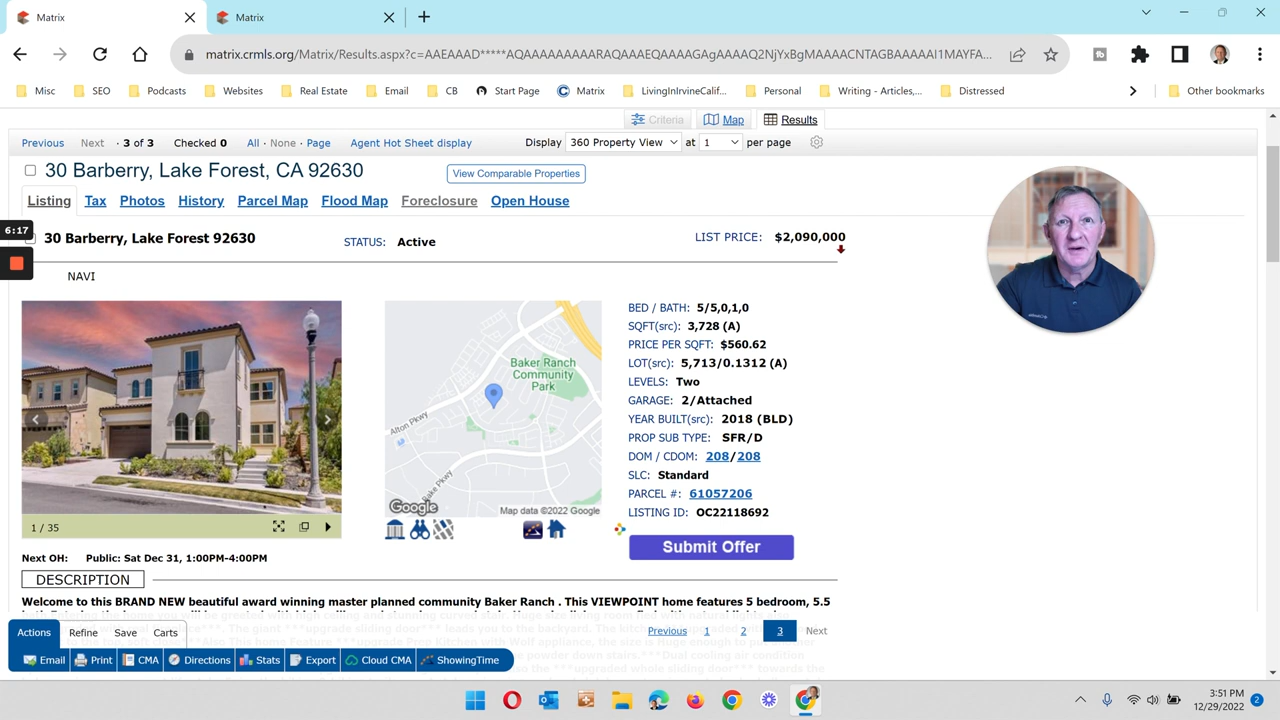 Matrix
Matrix
matrix.crmls.org/Matrix/Results.aspx?c=AAEAAAD*****AQAAAAAAAAAARAQAAAEQAAAAGAgAAAAQ2NjYxBgMAAAACNTAGBAAAAAI1MAYFA...
Misc SEO Podcasts Websites Real Estate Email CB Start Page Matrix LivingInIrvineCalif... Personal Writing - Articles,... Distressed Other bookmarks
Criteria Map Results
Previous Next · 3 of 3 Checked 0 All · None · Page Agent Hot Sheet display Display 360 Property View at 1 per page
30 Barberry, Lake Forest, CA 92630 View Comparable Properties
Listing Tax Photos History Parcel Map Flood Map Foreclosure Open House
6:17
30 Barberry, Lake Forest 92630 STATUS: Active LIST PRICE: $2,090,000
NAVI
BED / BATH: 5/5,0,1,0
SQFT(src): 3,728 (A)
PRICE PER SQFT: $560.62
LOT(src): 5,713/0.1312 (A)
LEVELS: Two
GARAGE: 2/Attached
YEAR BUILT(src): 2018 (BLD)
PROP SUB TYPE: SFR/D
DOM / CDOM: 208/208
SLC: Standard
PARCEL #: 61057206
LISTING ID: OC22118692
Submit Offer
Baker Ranch
Community
Park
Alton Pkwy
Bake Pkwy
Google Map data ©2022 Google
1 / 35
Next OH: Public: Sat Dec 31, 1:00PM-4:00PM
DESCRIPTION
Welcome to this BRAND NEW beautiful award winning master planned community Baker Ranch . This VIEWPOINT home features 5 bedroom, 5.5
Actions Refine Save Carts Previous 1 2 3 Next
Email Print CMA Directions Stats Export Cloud CMA ShowingTime
3:51 PM
12/29/2022
2